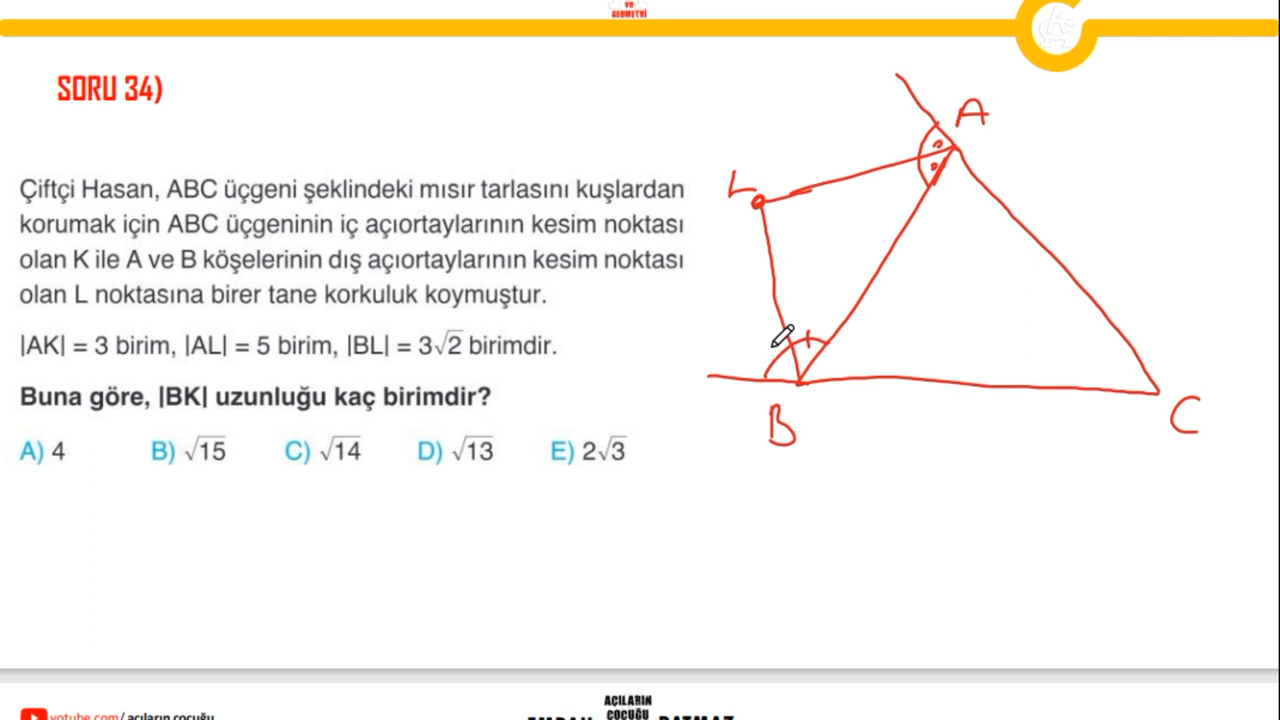 VE
GEOMETRİ
SORU 34)
Çiftçi Hasan, ABC üçgeni şeklindeki mısır tarlasını kuşlardan
korumak için ABC üçgeninin iç açıortaylarının kesim noktası
olan K ile A ve B köşelerinin dış açıortaylarının kesim noktası
olan L noktasına birer tane korkuluk koymuştur.
|AK| = 3 birim, |AL| = 5 birim, |BL| = 3√2 birimdir.
Buna göre, |BK| uzunluğu kaç birimdir?
A) 4 B) √15 C) √14 D) √13 E) 2√3
A
L
B
C
AÇILARIN
ÇOCUĞU